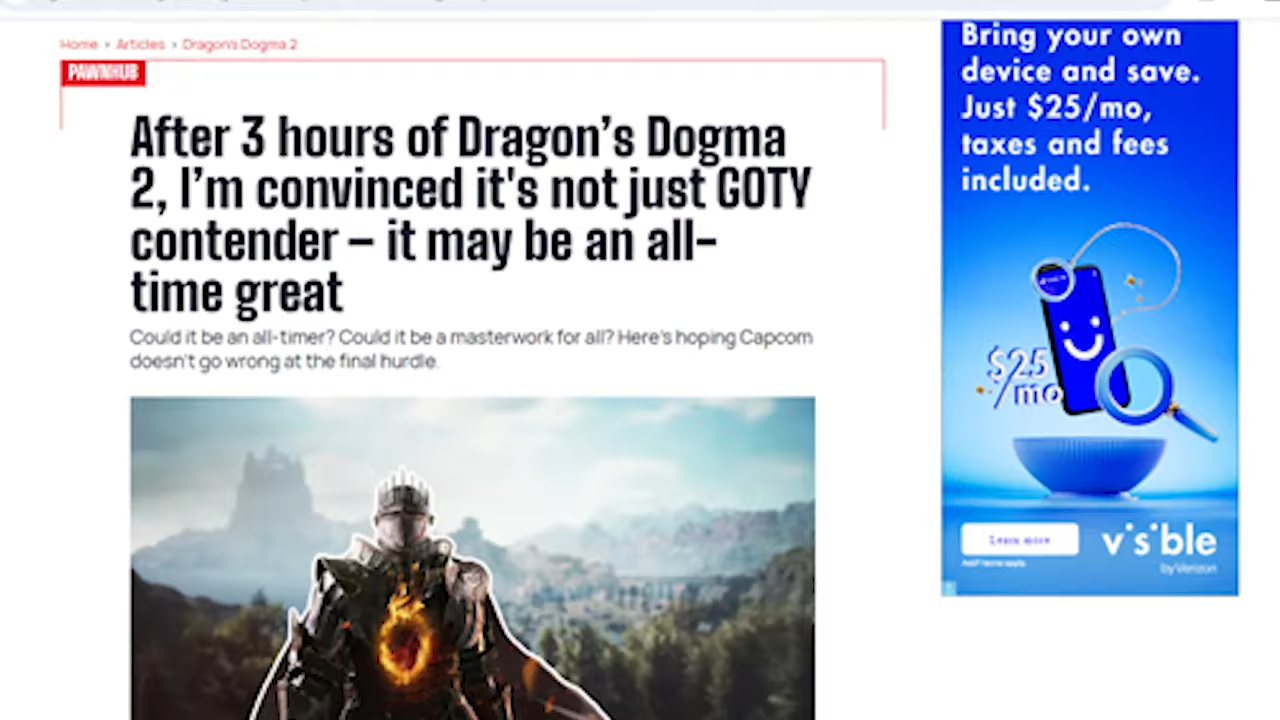 Home > Articles > Dragon's Dogma 2
PAWNHUB
After 3 hours of Dragon's Dogma
2, I'm convinced it's not just GOTY
contender – it may be an all-
time great
Could it be an all-timer? Could it be a masterwork for all? Here's hoping Capcom
doesn't go wrong at the final hurdle.
Bring your own
device and save.
Just $25/mo,
taxes and fees
included.
$25
/mo
Learn more
visible
by Verizon